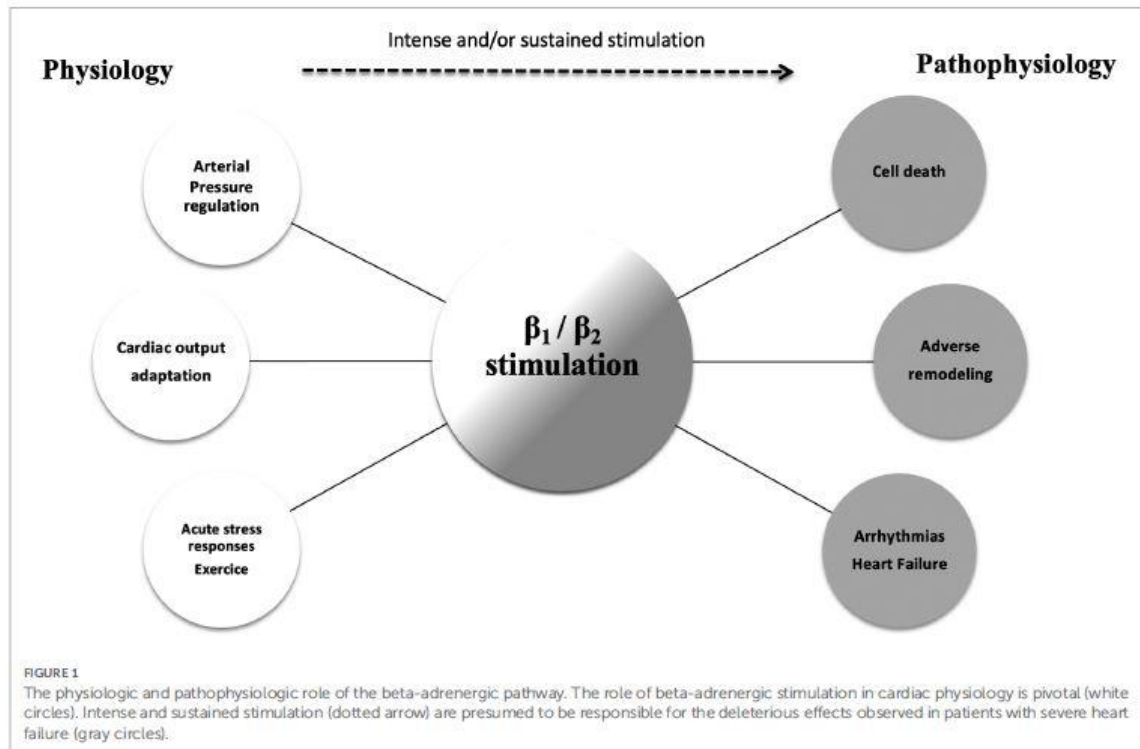 Intense and/or sustained stimulation
Physiology
Pathophysiology
Arterial
Pressure
regulation
Cell death
β₁ / β₂
stimulation
Cardiac output
adaptation
Adverse
remodeling
Acute stress
responses
Exercice
Arrhythmias
Heart Failure
FIGURE 1
The physiologic and pathophysiologic role of the beta-adrenergic pathway. The role of beta-adrenergic stimulation in cardiac physiology is pivotal (white
circles). Intense and sustained stimulation (dotted arrow) are presumed to be responsible for the deleterious effects observed in patients with severe heart
failure (gray circles).